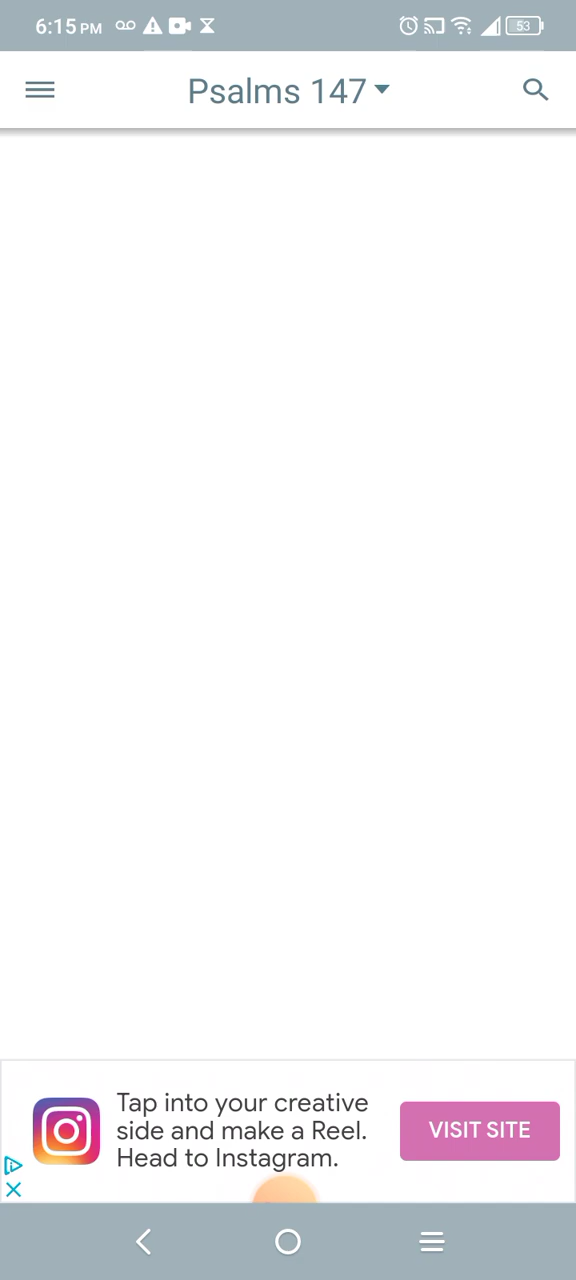 6:15 PM
53
Psalms 147
Tap into your creative
side and make a Reel.
Head to Instagram.
VISIT SITE